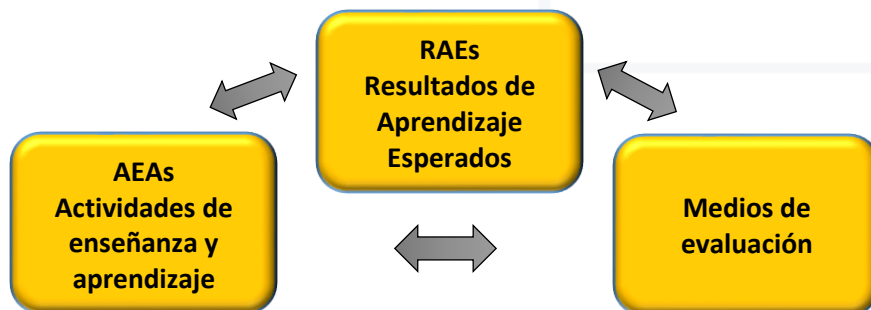 RAEs
Resultados de
Aprendizaje
Esperados
AEAs
Actividades de
enseñanza y
aprendizaje
Medios de
evaluación